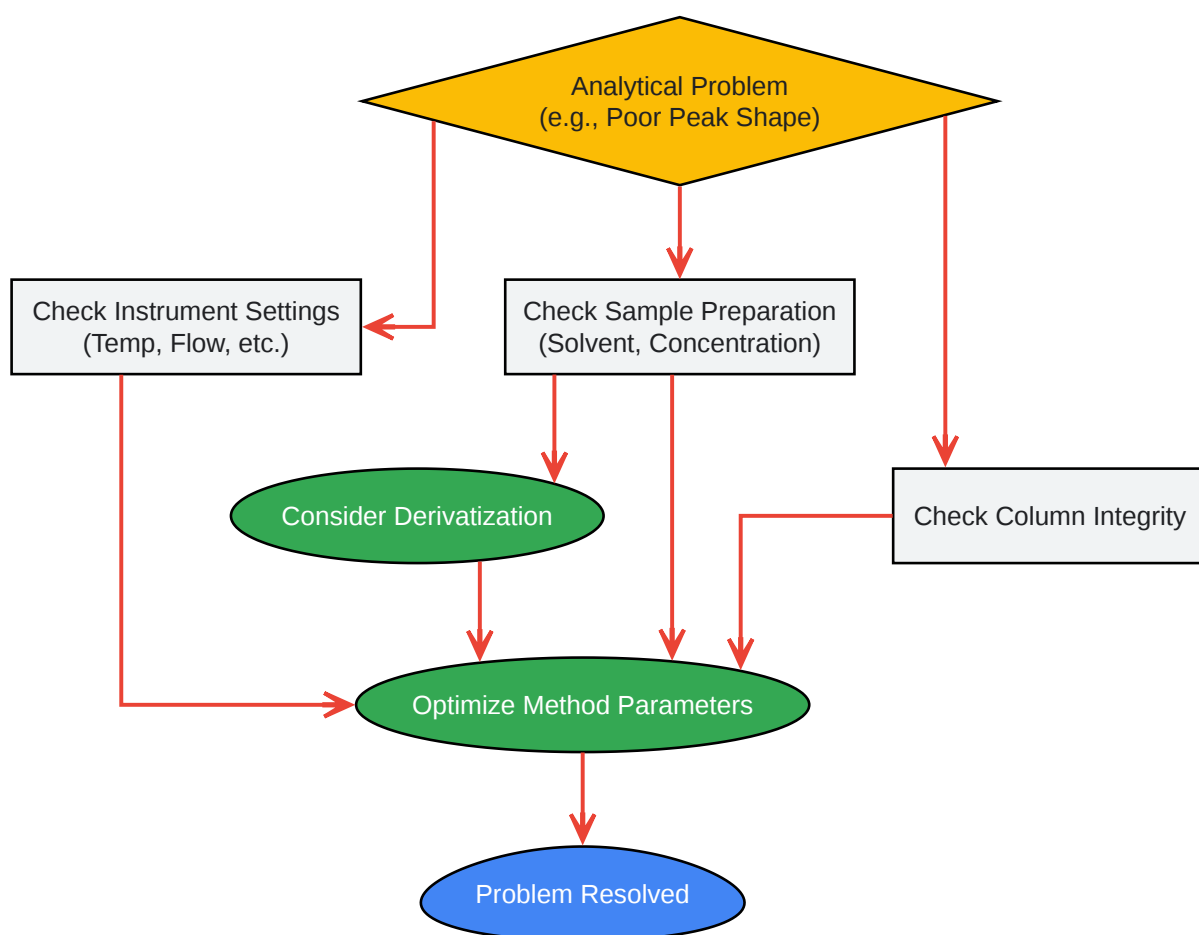 Analytical Problem
(e.g., Poor Peak Shape)
Check Instrument Settings
(Temp, Flow, etc.)
Check Sample Preparation
(Solvent, Concentration)
Consider Derivatization
Check Column Integrity
Optimize Method Parameters
Problem Resolved